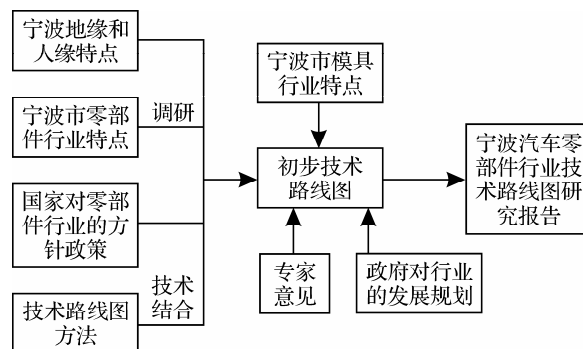 宁波地缘和
人缘特点
宁波市零部
件行业特点
国家对零部
件行业的方
针政策
技术路线图
方法
调研
技术
结合
宁波市模具
行业特点
初步技术
路线图
专家
意见
政府对行业
的发展规划
宁波汽车零
部件行业技
术路线图研
究报告